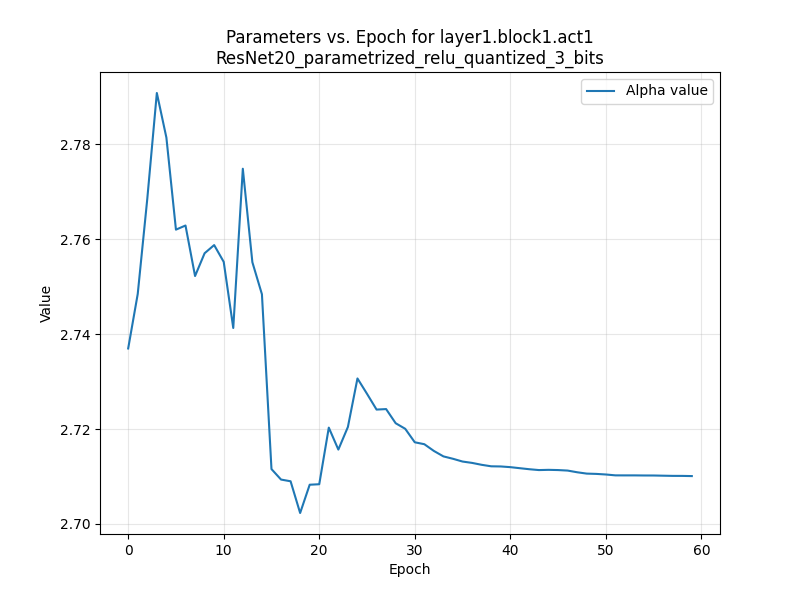 Parameters vs. Epoch for layer1.block1.act1
ResNet20_parametrized_relu_quantized_3_bits
Alpha value
2.78
2.76
2.74
2.72
2.70
Value
0 10 20 30 40 50 60
Epoch